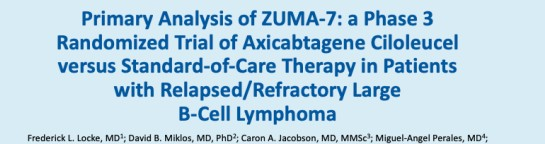 Primary Analysis of ZUMA-7: a Phase 3
Randomized Trial of Axicabtagene Ciloleucel
versus Standard-of-Care Therapy in Patients
with Relapsed/Refractory Large
B-Cell Lymphoma
Frederick L. Locke, MD¹; David B. Miklos, MD, PhD²; Caron A. Jacobson, MD, MMSc³; Miguel-Angel Perales, MD⁴;